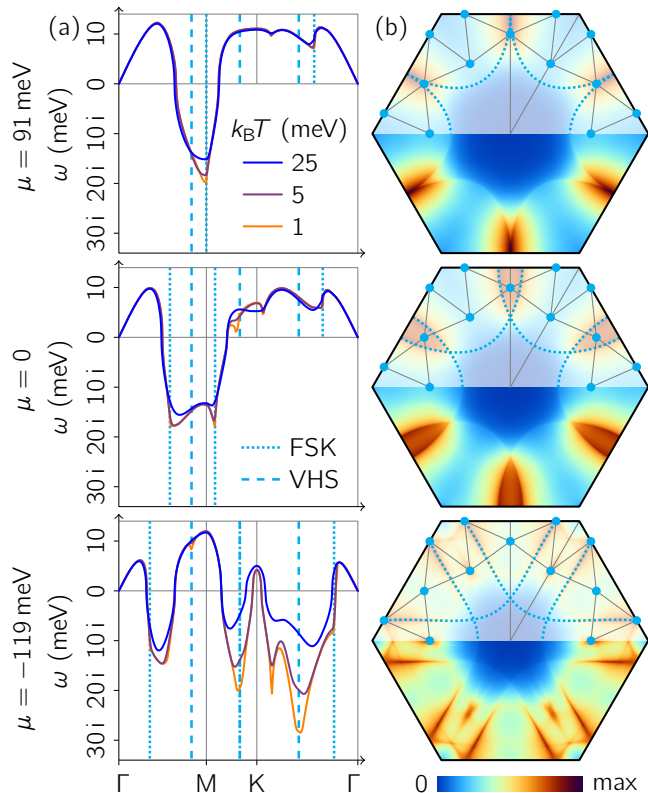 (a)
(b)
μ = 91 meV
ω (meV)
10
0
10 i
20 i
30 i
k_BT (meV)
25
5
1
μ = 0
ω (meV)
10
0
10 i
20 i
30 i
FSK
VHS
μ = −119 meV
ω (meV)
10
0
10 i
20 i
30 i
Γ M K Γ
0 max